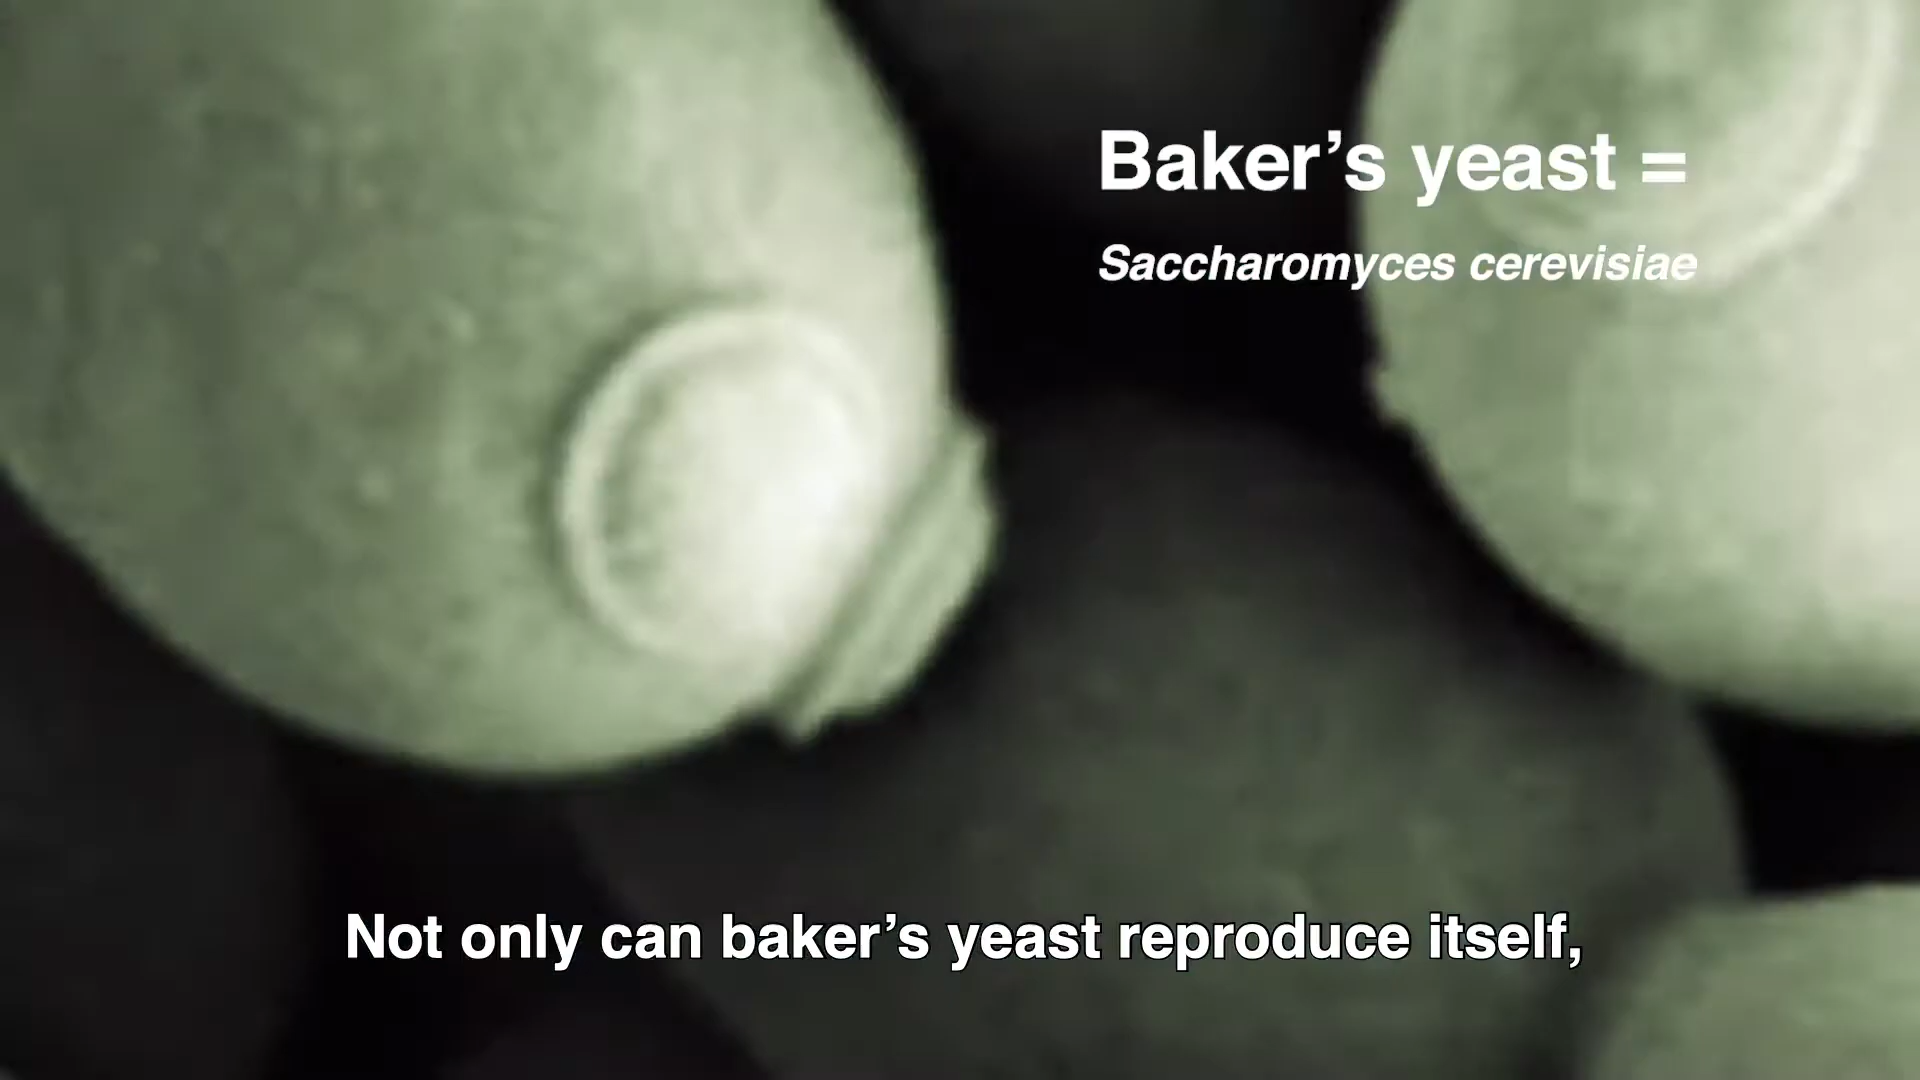 Baker’s yeast =
Saccharomyces cerevisiae
Not only can baker’s yeast reproduce itself,